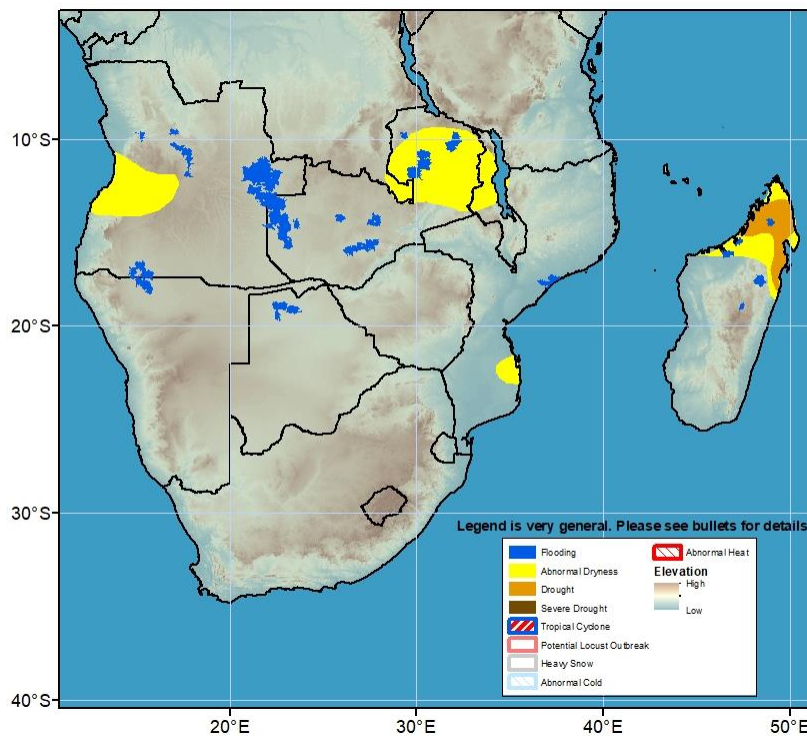 10°S
20°S
30°S
Legend is very general. Please see bullets for details
Flooding
Abnormal Dryness
Drought
Severe Drought
Tropical Cyclone
Potential Locust Outbreak
Heavy Snow
Abnormal Cold
Abnormal Heat
Elevation
High
Low
40°S
20°E
30°E
40°E
50°E